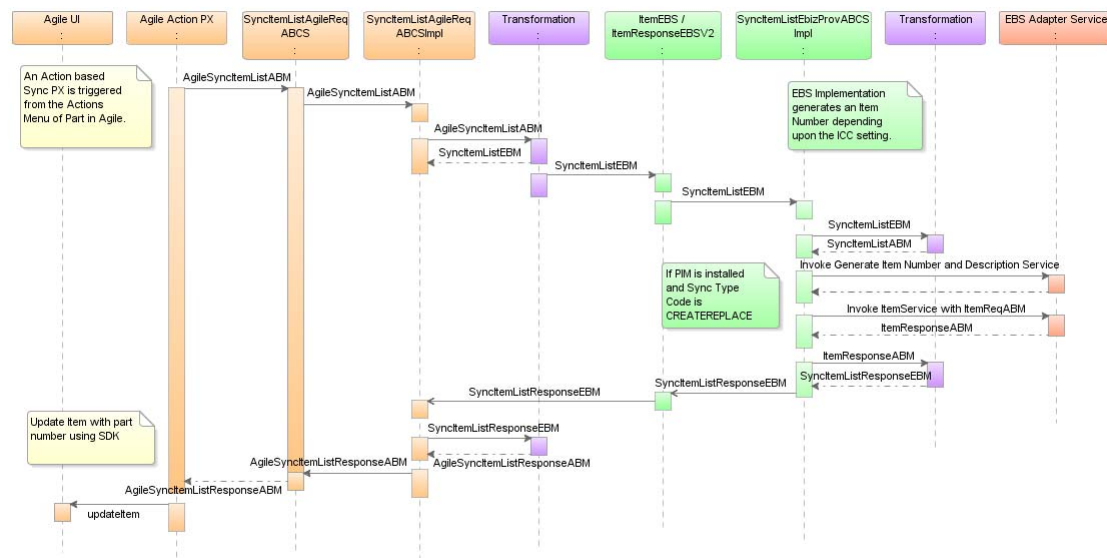 Agile UI
:
Agile Action PX
:
SyncItemListAgileReq
ABCS
:
SyncItemListAgileReq
ABCSImpl
:
Transformation
:
ItemEBS /
ItemResponseEBSV2
:
SyncItemListEbizProvABCS
Impl
:
Transformation
:
EBS Adapter Service
:
An Action based
Sync PX is triggered
from the Actions
Menu of Part in Agile.
AgileSyncItemListABM
AgileSyncItemListABM
EBS Implementation
generates an Item
Number depending
upon the ICC setting.
AgileSyncItemListABM
SyncItemListEBM
SyncItemListEBM
SyncItemListEBM
SyncItemListEBM
SyncItemListABM
Invoke Generate Item Number and Description Service
If PIM is installed
and Sync Type
Code is
CREATEREPLACE
Invoke ItemService with ItemReqABM
ItemResponseABM
ItemResponseABM
SyncItemListResponseEBM
SyncItemListResponseEBM
SyncItemListResponseEBM
Update Item with part
number using SDK
SyncItemListResponseEBM
AgileSyncItemListResponseABM
AgileSyncItemListResponseABM
AgileSyncItemListResponseABM
updateItem